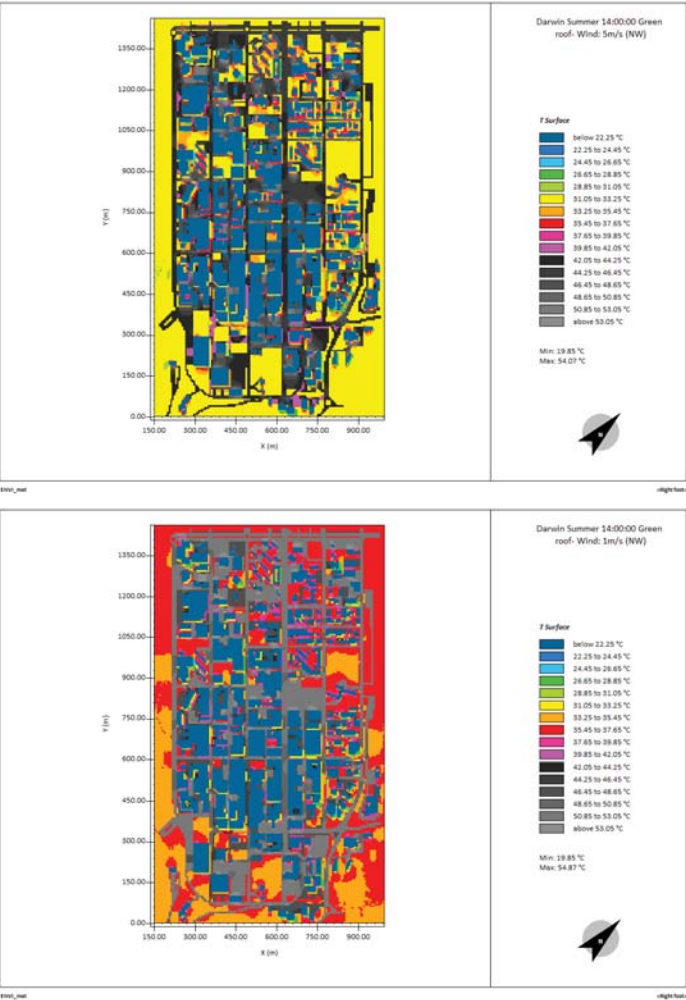 Darwin Summer 14:00:00 Green
roof- Wind: 5m/s (NW)
1350.00
1200.00
1050.00
900.00
750.00
600.00
450.00
300.00
150.00
0.00
Y (m)
150.00 300.00 450.00 600.00 750.00 900.00
X (m)
T Surface
below 22.25 °C
22.25 to 24.45 °C
24.45 to 26.65 °C
26.65 to 28.85 °C
28.85 to 31.05 °C
31.05 to 33.25 °C
33.25 to 35.45 °C
35.45 to 37.65 °C
37.65 to 39.85 °C
39.85 to 42.05 °C
42.05 to 44.25 °C
44.25 to 46.45 °C
46.45 to 48.65 °C
48.65 to 50.85 °C
50.85 to 53.05 °C
above 53.05 °C
Min: 19.85 °C
Max: 54.07 °C
N
ENVI_met
<Right foot>
Darwin Summer 14:00:00 Green
roof- Wind: 1m/s (NW)
1350.00
1200.00
1050.00
900.00
750.00
600.00
450.00
300.00
150.00
0.00
Y (m)
150.00 300.00 450.00 600.00 750.00 900.00
X (m)
T Surface
below 22.25 °C
22.25 to 24.45 °C
24.45 to 26.65 °C
26.65 to 28.85 °C
28.85 to 31.05 °C
31.05 to 33.25 °C
33.25 to 35.45 °C
35.45 to 37.65 °C
37.65 to 39.85 °C
39.85 to 42.05 °C
42.05 to 44.25 °C
44.25 to 46.45 °C
46.45 to 48.65 °C
48.65 to 50.85 °C
50.85 to 53.05 °C
above 53.05 °C
Min: 19.85 °C
Max: 54.87 °C
N
ENVI_met
<Right foot>